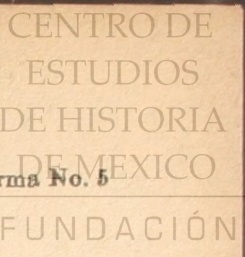 CENTRO DE
ESTUDIOS
DE HISTORIA
DE MEXICO
rma No. 5
FUNDACIÓN